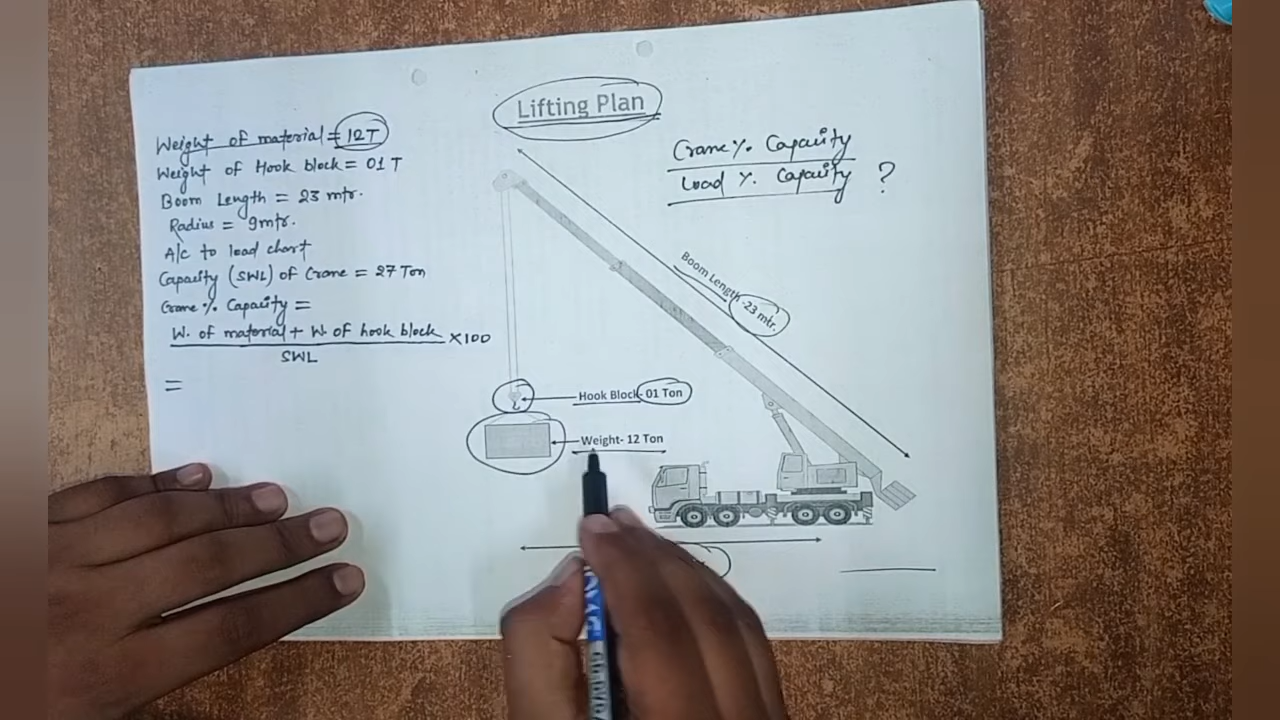 Lifting Plan
Weight of material = 12T
Weight of Hook block = 01 T
Boom Length = 23 mtr.
Radius = 9mtr.
A/c to load chart
Capacity (SWL) of Crane = 27 Ton
Crane % Capacity =
W. of material + W. of hook block ×100
SWL
=
Crane % Capacity
Load % Capacity ?
Boom Length -23 mtr.
Hook Block- 01 Ton
Weight- 12 Ton